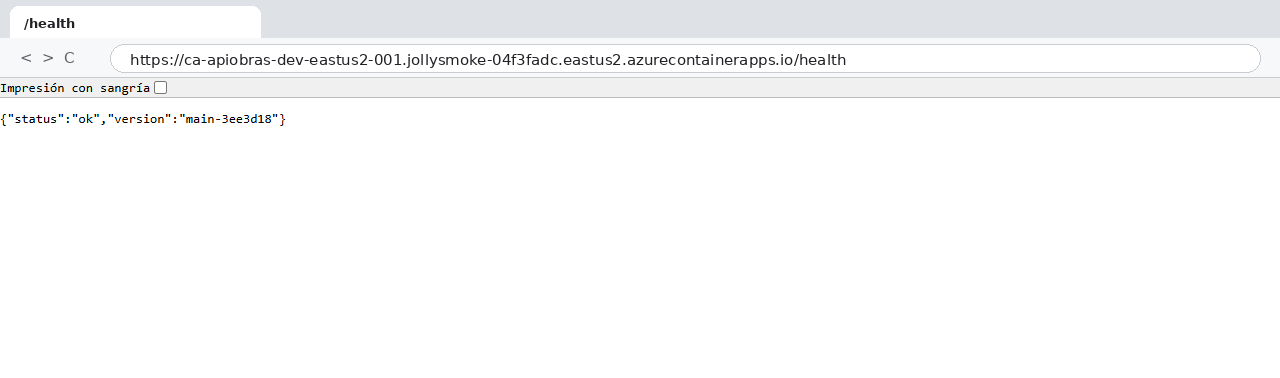 /health
< > C
https://ca-apiobras-dev-eastus2-001.jollysmoke-04f3fadc.eastus2.azurecontainerapps.io/health
Impresión con sangría
{"status":"ok","version":"main-3ee3d18"}